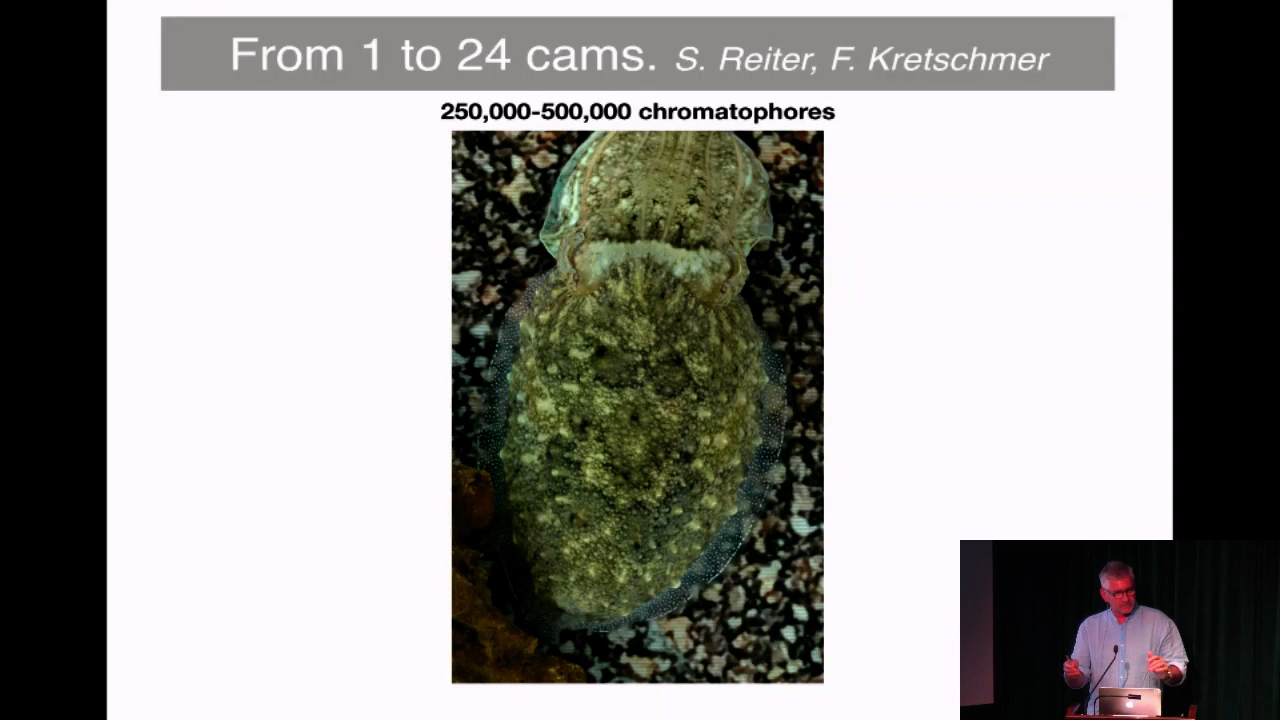 From 1 to 24 cams. S. Reiter, F. Kretschmer
250,000-500,000 chromatophores